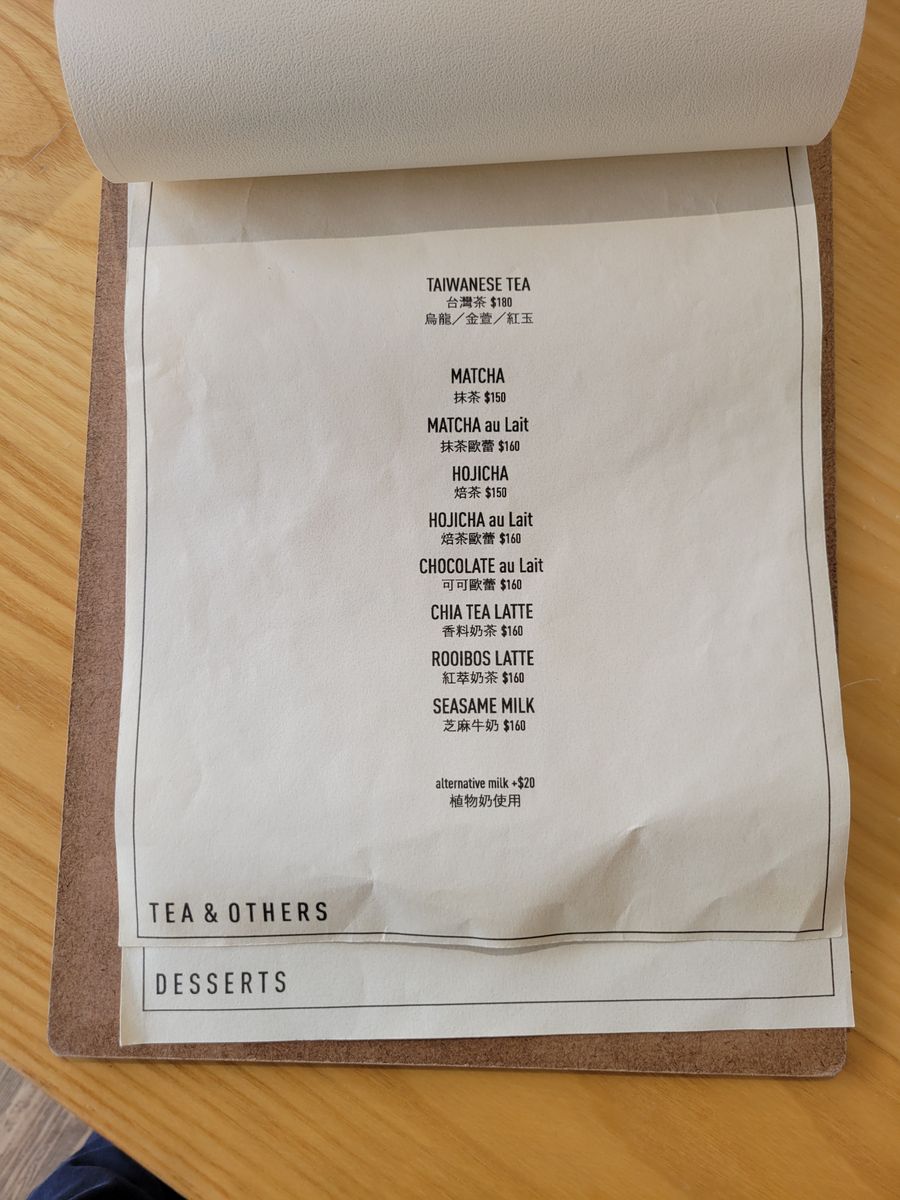 TAIWANESE TEA
台灣茶 $180
烏龍／金萱／紅玉
MATCHA
抹茶 $150
MATCHA au Lait
抹茶歐蕾 $160
HOJICHA
焙茶 $150
HOJICHA au Lait
焙茶歐蕾 $160
CHOCOLATE au Lait
可可歐蕾 $160
CHIA TEA LATTE
香料奶茶 $160
ROOIBOS LATTE
紅萃奶茶 $160
SEASAME MILK
芝麻牛奶 $160
alternative milk +$20
植物奶使用
TEA & OTHERS
DESSERTS